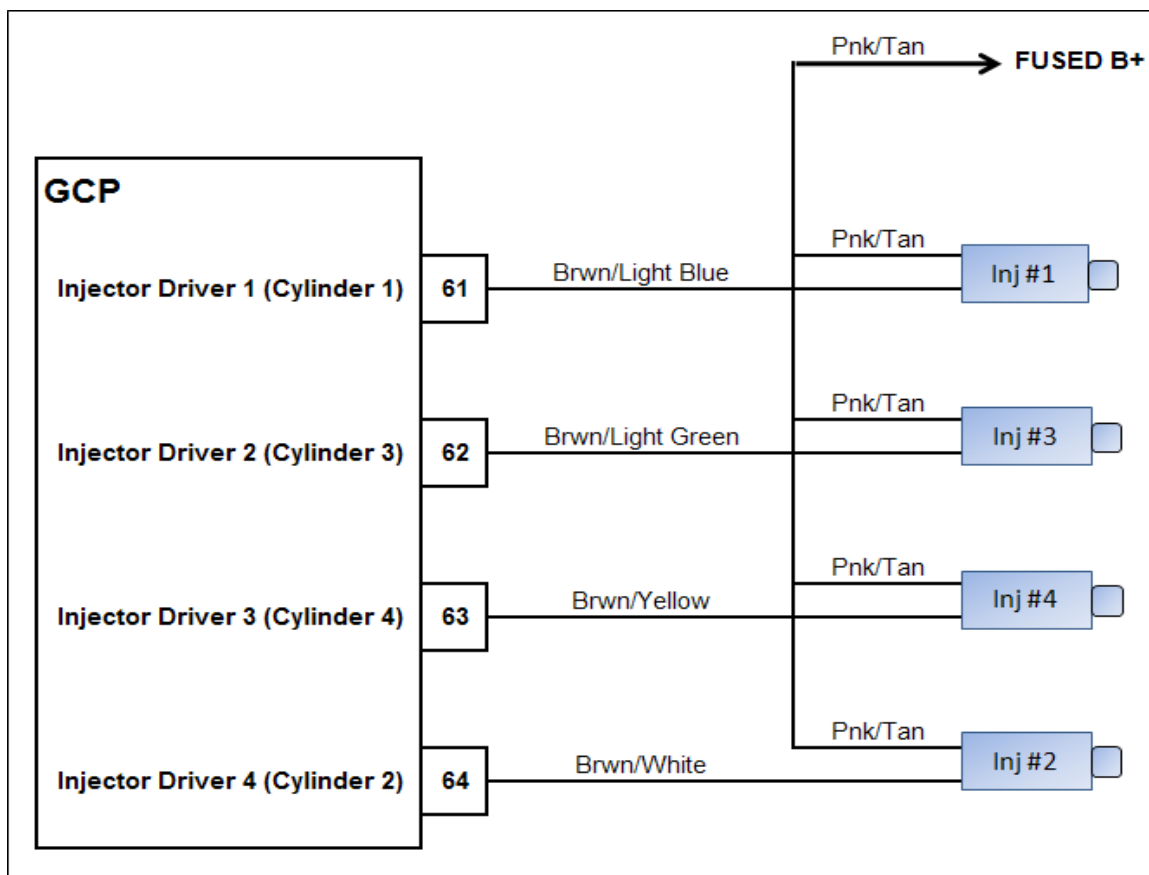 Pnk/Tan
FUSED B+
GCP
Pnk/Tan
Injector Driver 1 (Cylinder 1)
61
Brwn/Light Blue
Inj #1
Pnk/Tan
Injector Driver 2 (Cylinder 3)
62
Brwn/Light Green
Inj #3
Pnk/Tan
Injector Driver 3 (Cylinder 4)
63
Brwn/Yellow
Inj #4
Pnk/Tan
Injector Driver 4 (Cylinder 2)
64
Brwn/White
Inj #2